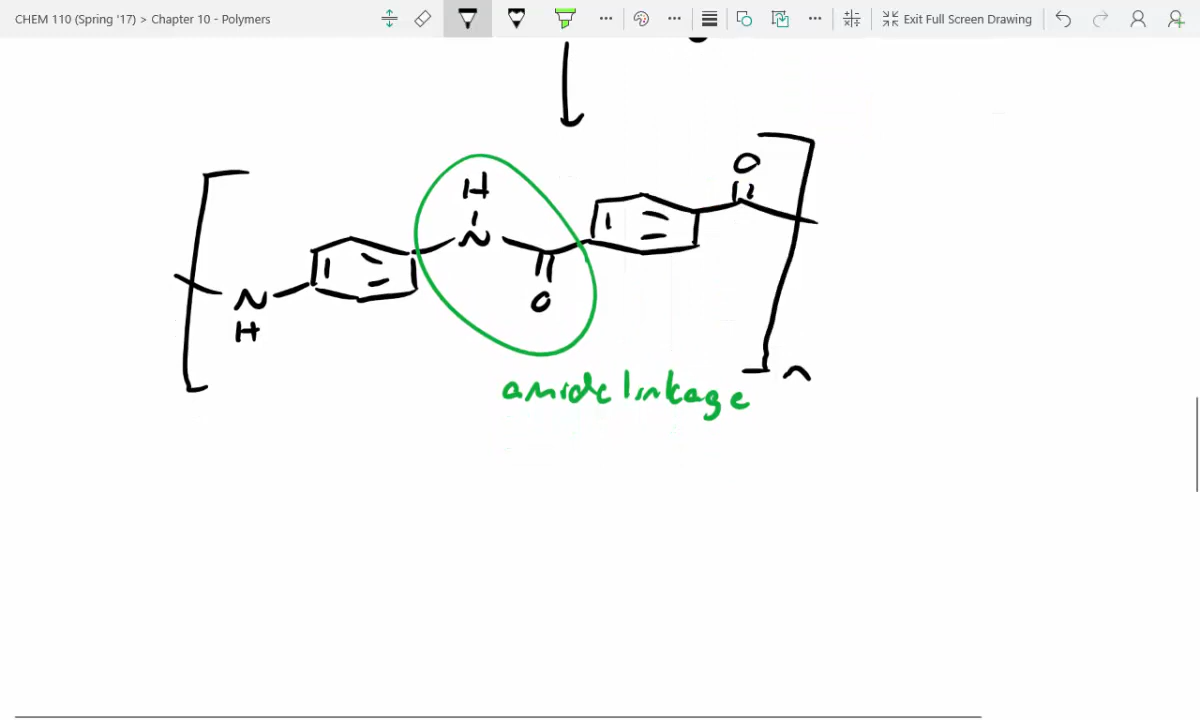 CHEM 110 (Spring '17) > Chapter 10 - Polymers
Exit Full Screen Drawing
H
N
O
O
N
H
n
amide linkage